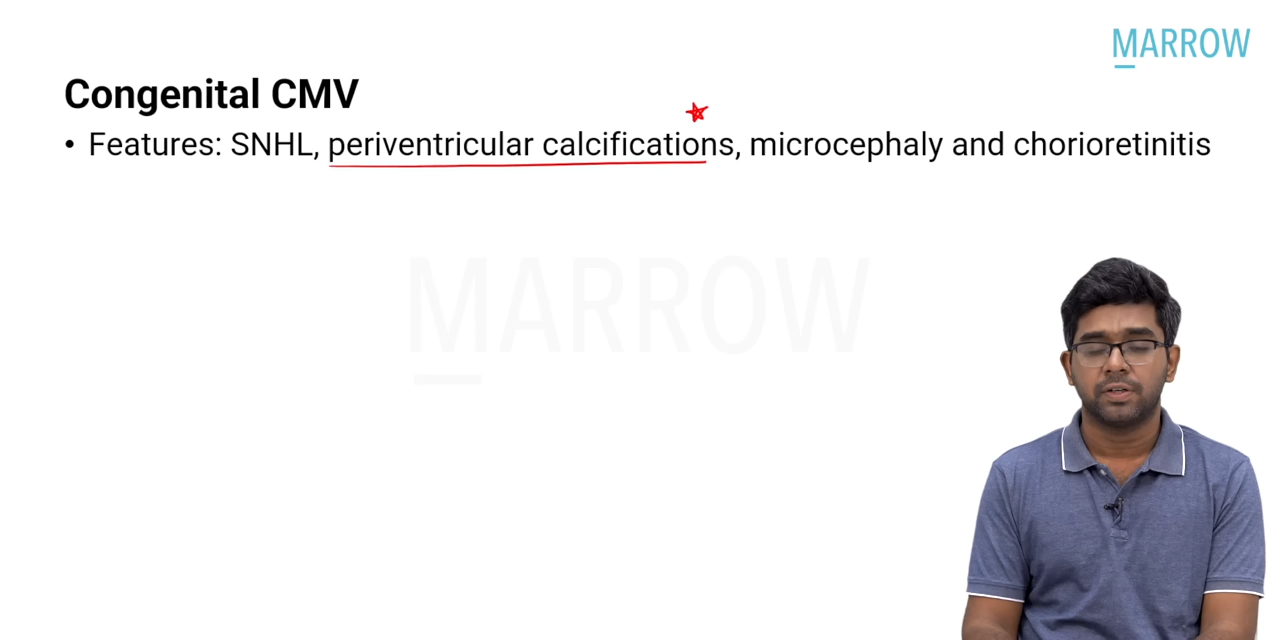 MARROW
Congenital CMV
• Features: SNHL, periventricular calcifications, microcephaly and chorioretinitis
MARROW